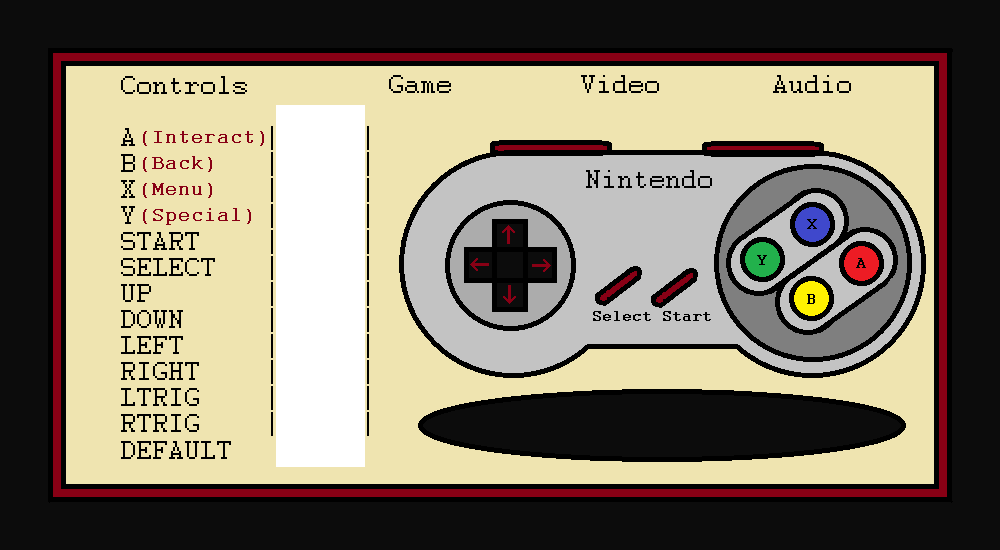 Controls Game Video Audio
A (Interact)
B (Back)
X (Menu)
Y (Special)
START
SELECT
UP
DOWN
LEFT
RIGHT
LTRIG
RTRIG
DEFAULT
Nintendo
X
Y A
B
Select Start